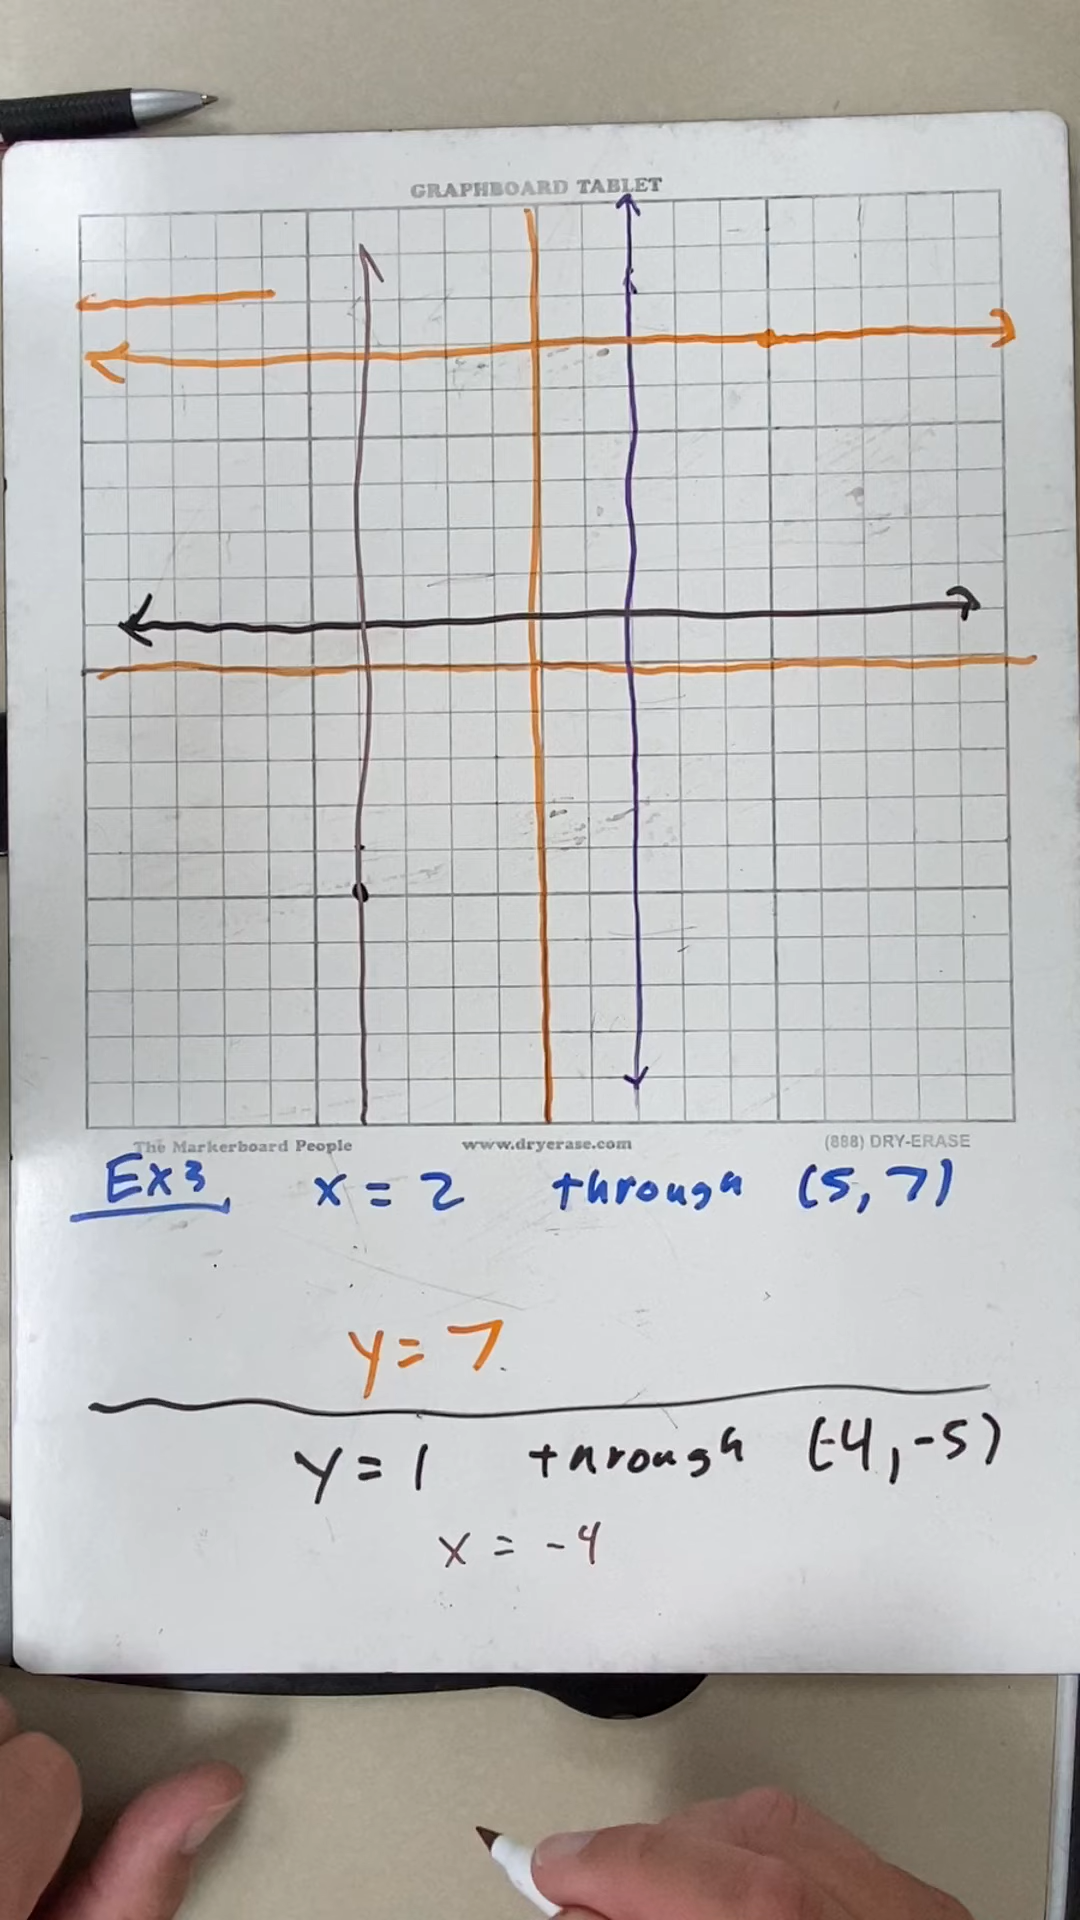 GRAPHBOARD TABLET
The Markerboard People www.dryerase.com (888) DRY-ERASE
Ex3. x = 2 through (5, 7)
y = 7
y = 1 through (-4, -5)
x = -4